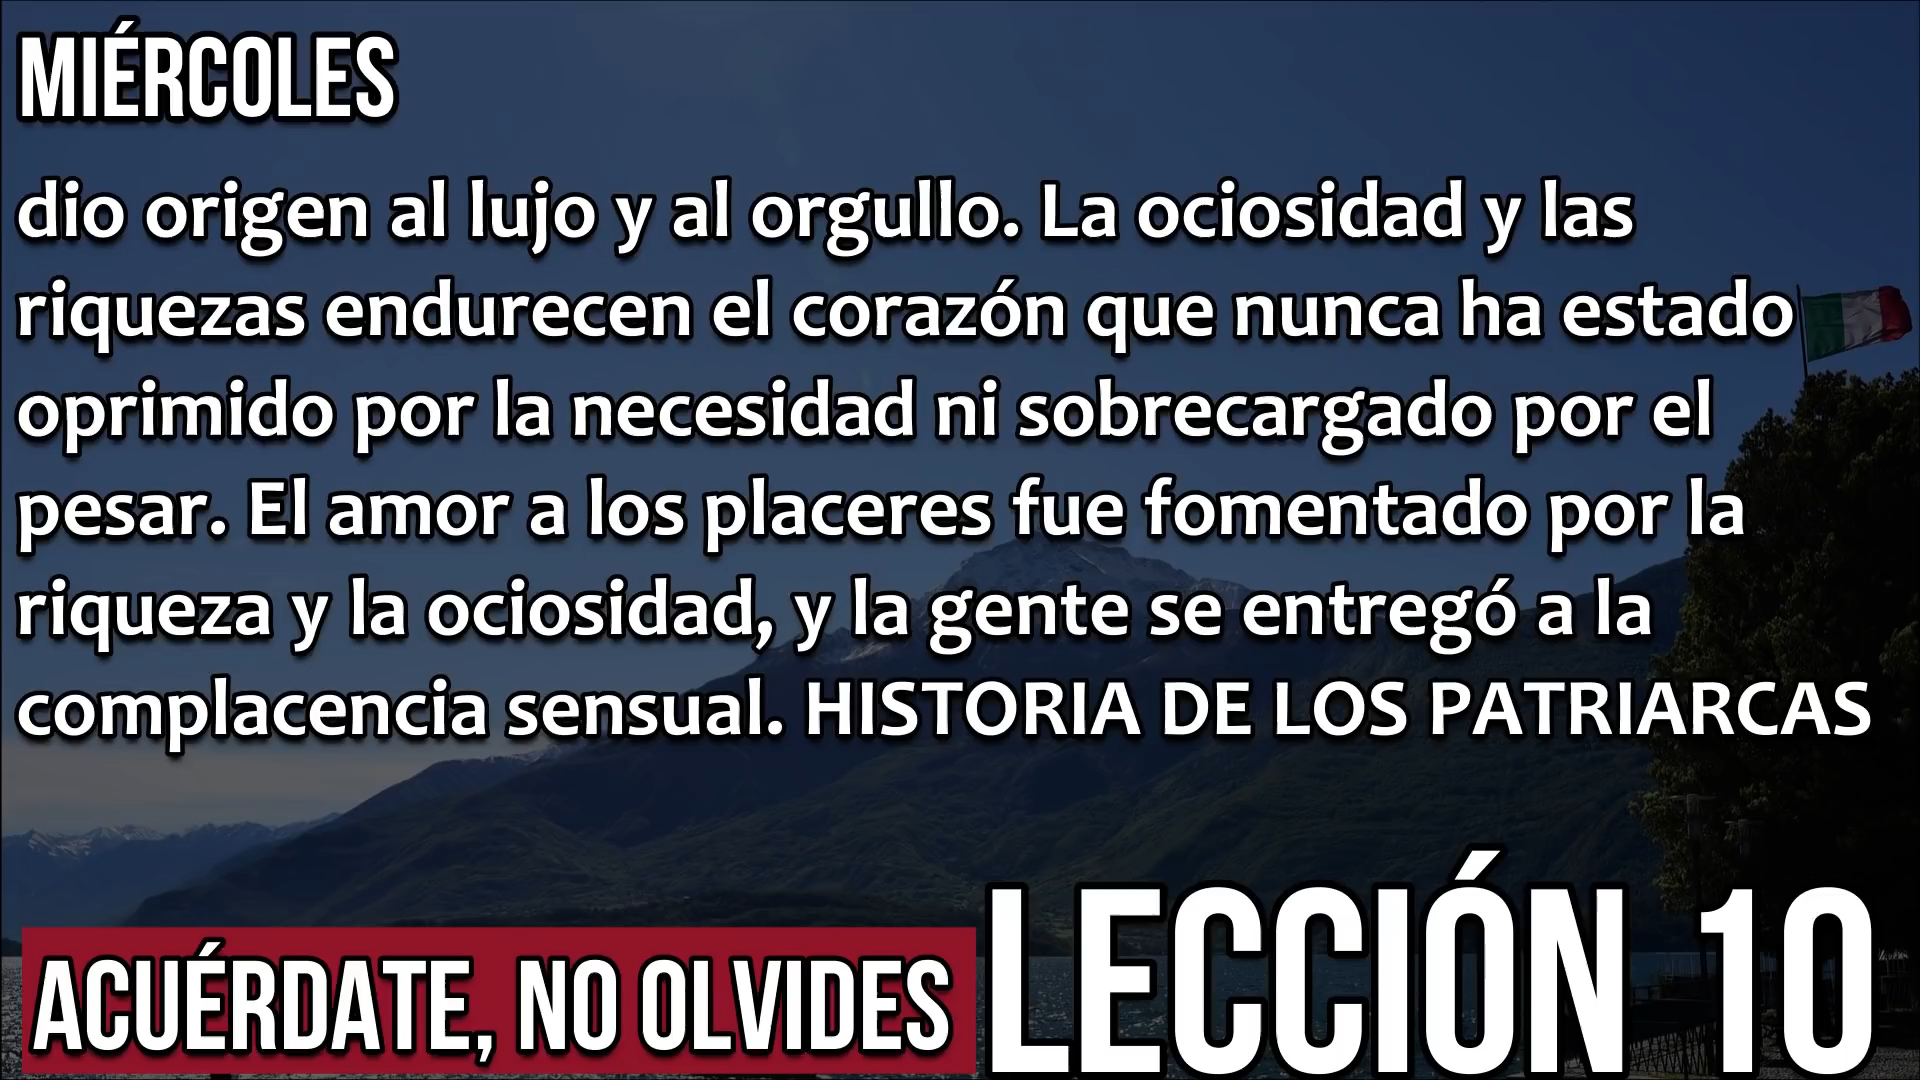 MIÉRCOLES
dio origen al lujo y al orgullo. La ociosidad y las
riquezas endurecen el corazón que nunca ha estado
oprimido por la necesidad ni sobrecargado por el
pesar. El amor a los placeres fue fomentado por la
riqueza y la ociosidad, y la gente se entregó a la
complacencia sensual. HISTORIA DE LOS PATRIARCAS
ACUÉRDATE, NO OLVIDES
LECCIÓN 10